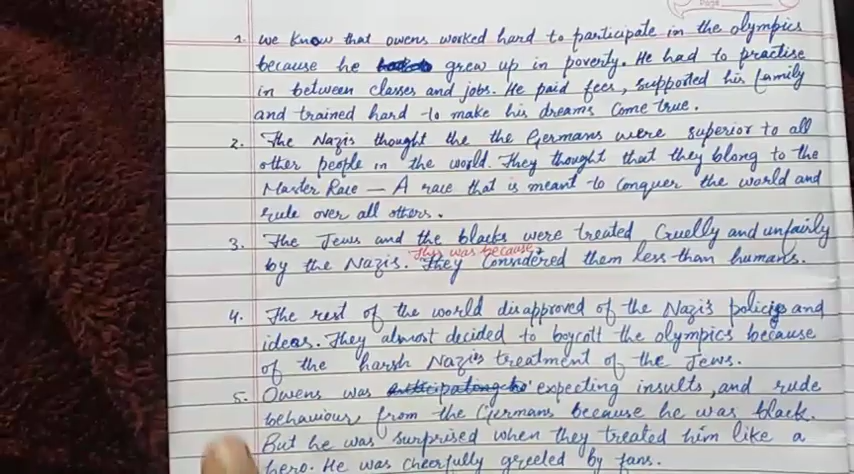 Page
1. We know that owens worked hard to participate in the olympics
because he grew up in poverty. He had to practise
in between classes and jobs. He paid fees, supported his family
and trained hard to make his dreams come true.
2. The Nazis thought the the Germans were superior to all
other people in the world. They thought that they blong to the
Master Race — A race that is meant to conquer the world and
rule over all others.
3. The Jews and the blacks were treated Cruelly and unfairly
This was because
by the Nazis. They Considered them less than humans.
4. The rest of the world disapproved of the Nazi's policies and
ideas. They almost decided to boycott the olympics because
of the harsh Nazis treatment of the Jews.
5. Owens was expecting insults, and rude
behaviour from the Germans because he was black.
But he was surprised when they treated him like a
hero. He was cheerfully greeted by fans.